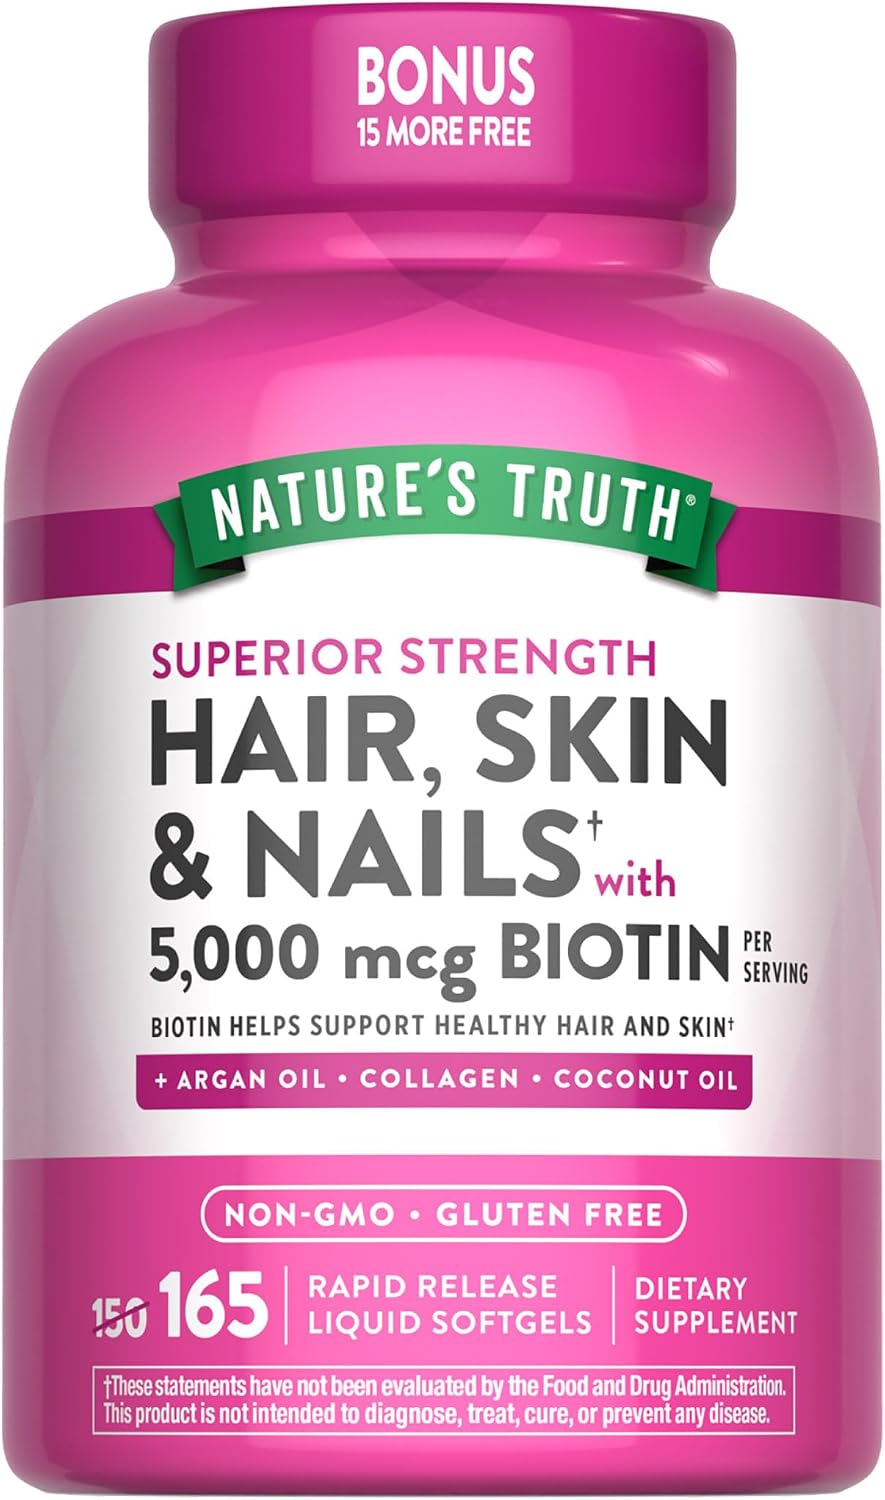 BONUS
15 MORE FREE
NATURE'S TRUTH®
SUPERIOR STRENGTH
HAIR, SKIN
& NAILS† with
5,000 mcg BIOTIN PER SERVING
BIOTIN HELPS SUPPORT HEALTHY HAIR AND SKIN†
+ ARGAN OIL • COLLAGEN • COCONUT OIL
NON-GMO • GLUTEN FREE
150 165
RAPID RELEASE
LIQUID SOFTGELS
DIETARY
SUPPLEMENT
†These statements have not been evaluated by the Food and Drug Administration.
This product is not intended to diagnose, treat, cure, or prevent any disease.